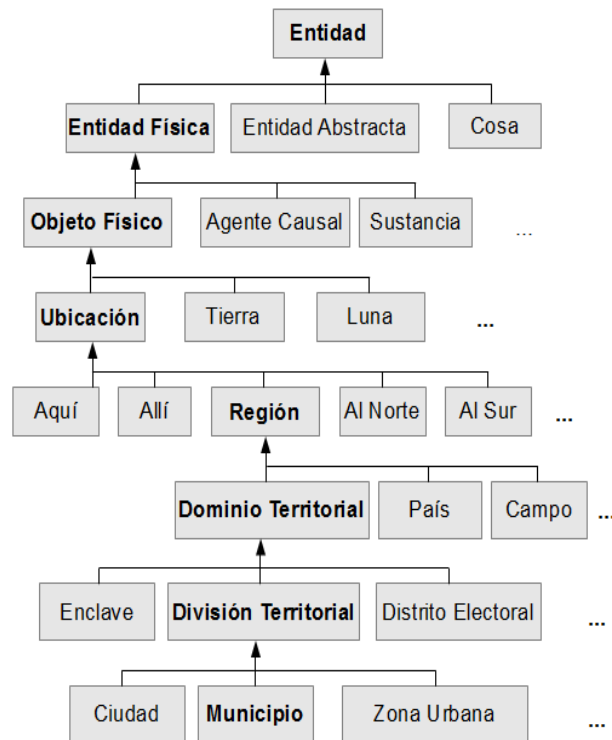 Entidad
Entidad Física Entidad Abstracta Cosa
Objeto Físico Agente Causal Sustancia ...
Ubicación Tierra Luna ...
Aquí Allí Región Al Norte Al Sur ...
Dominio Territorial País Campo ...
Enclave División Territorial Distrito Electoral ...
Ciudad Municipio Zona Urbana ...